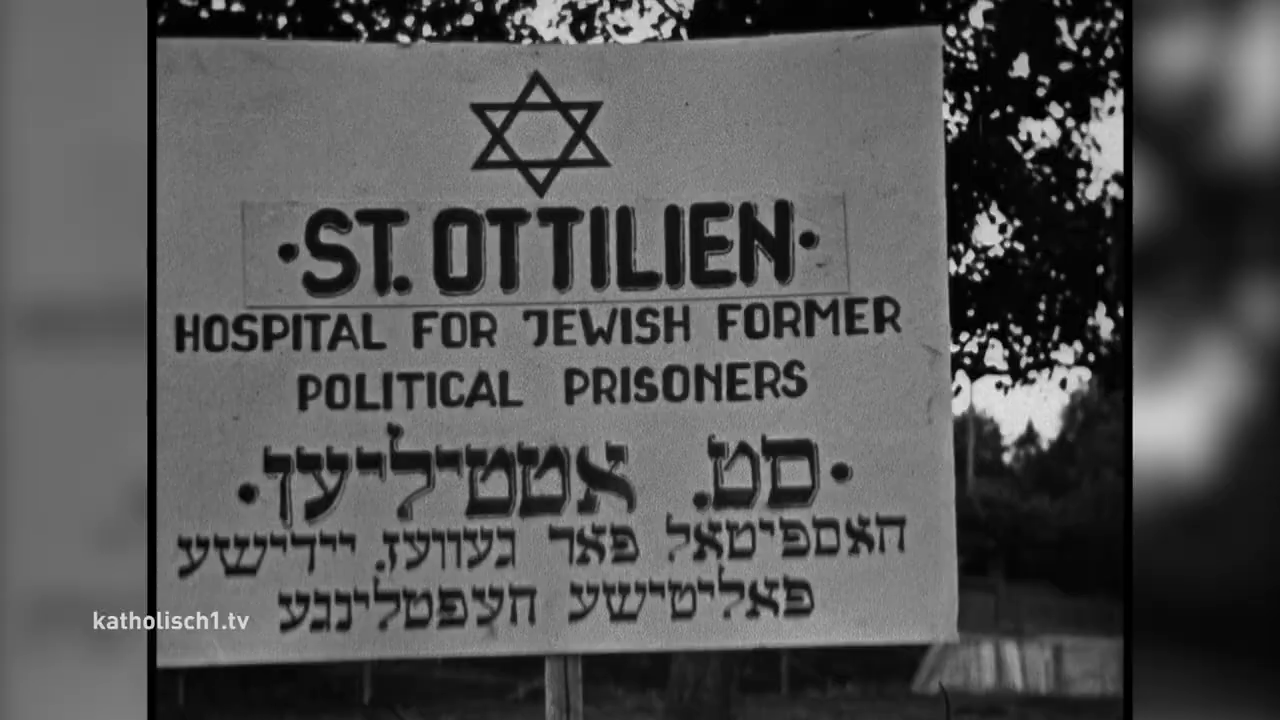 ·ST. OTTILIEN·
HOSPITAL FOR JEWISH FORMER
POLITICAL PRISONERS
·סט. אטטיליען·
האספיטאל פאר געוועז. יידישע
פאליטישע העפטלינגע
katholisch1.tv